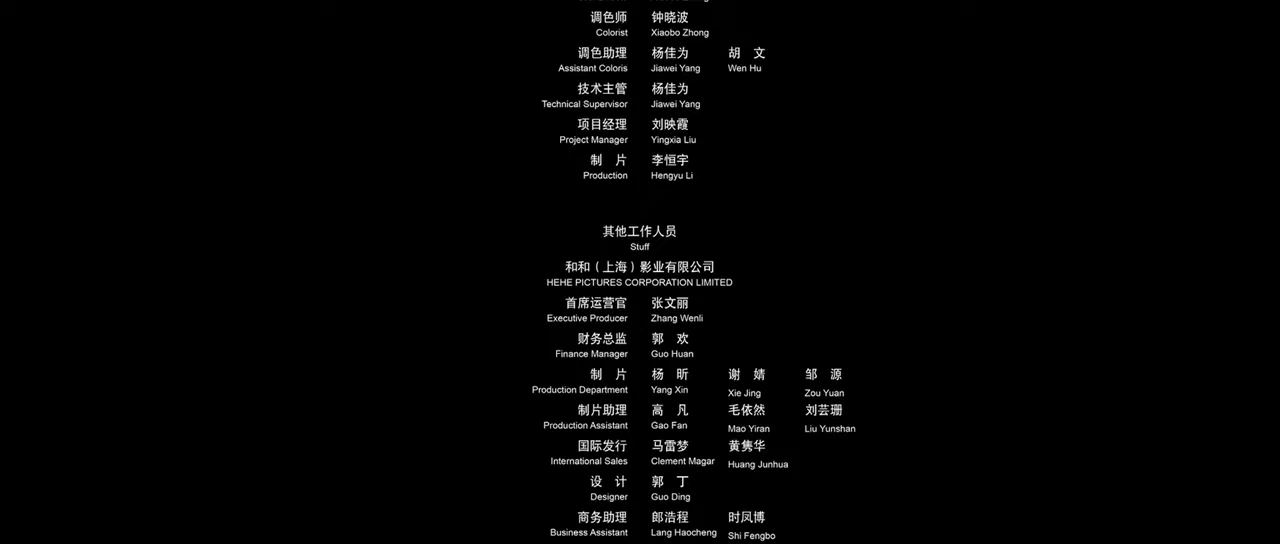 调色师 钟晓波
Colorist Xiaobo Zhong
调色助理 杨佳为 胡 文
Assistant Coloris Jiawei Yang Wen Hu
技术主管 杨佳为
Technical Supervisor Jiawei Yang
项目经理 刘映霞
Project Manager Yingxia Liu
制 片 李恒宇
Production Hengyu Li
其他工作人员
Stuff
和和（上海）影业有限公司
HEHE PICTURES CORPORATION LIMITED
首席运营官 张文丽
Executive Producer Zhang Wenli
财务总监 郭 欢
Finance Manager Guo Huan
制 片 杨 昕 谢 婧 邹 源
Production Department Yang Xin Xie Jing Zou Yuan
制片助理 高 凡 毛依然 刘芸珊
Production Assistant Gao Fan Mao Yiran Liu Yunshan
国际发行 马雷梦 黄隽华
International Sales Clement Magar Huang Junhua
设 计 郭 丁
Designer Guo Ding
商务助理 郎浩程 时凤博
Business Assistant Lang Haocheng Shi Fengbo